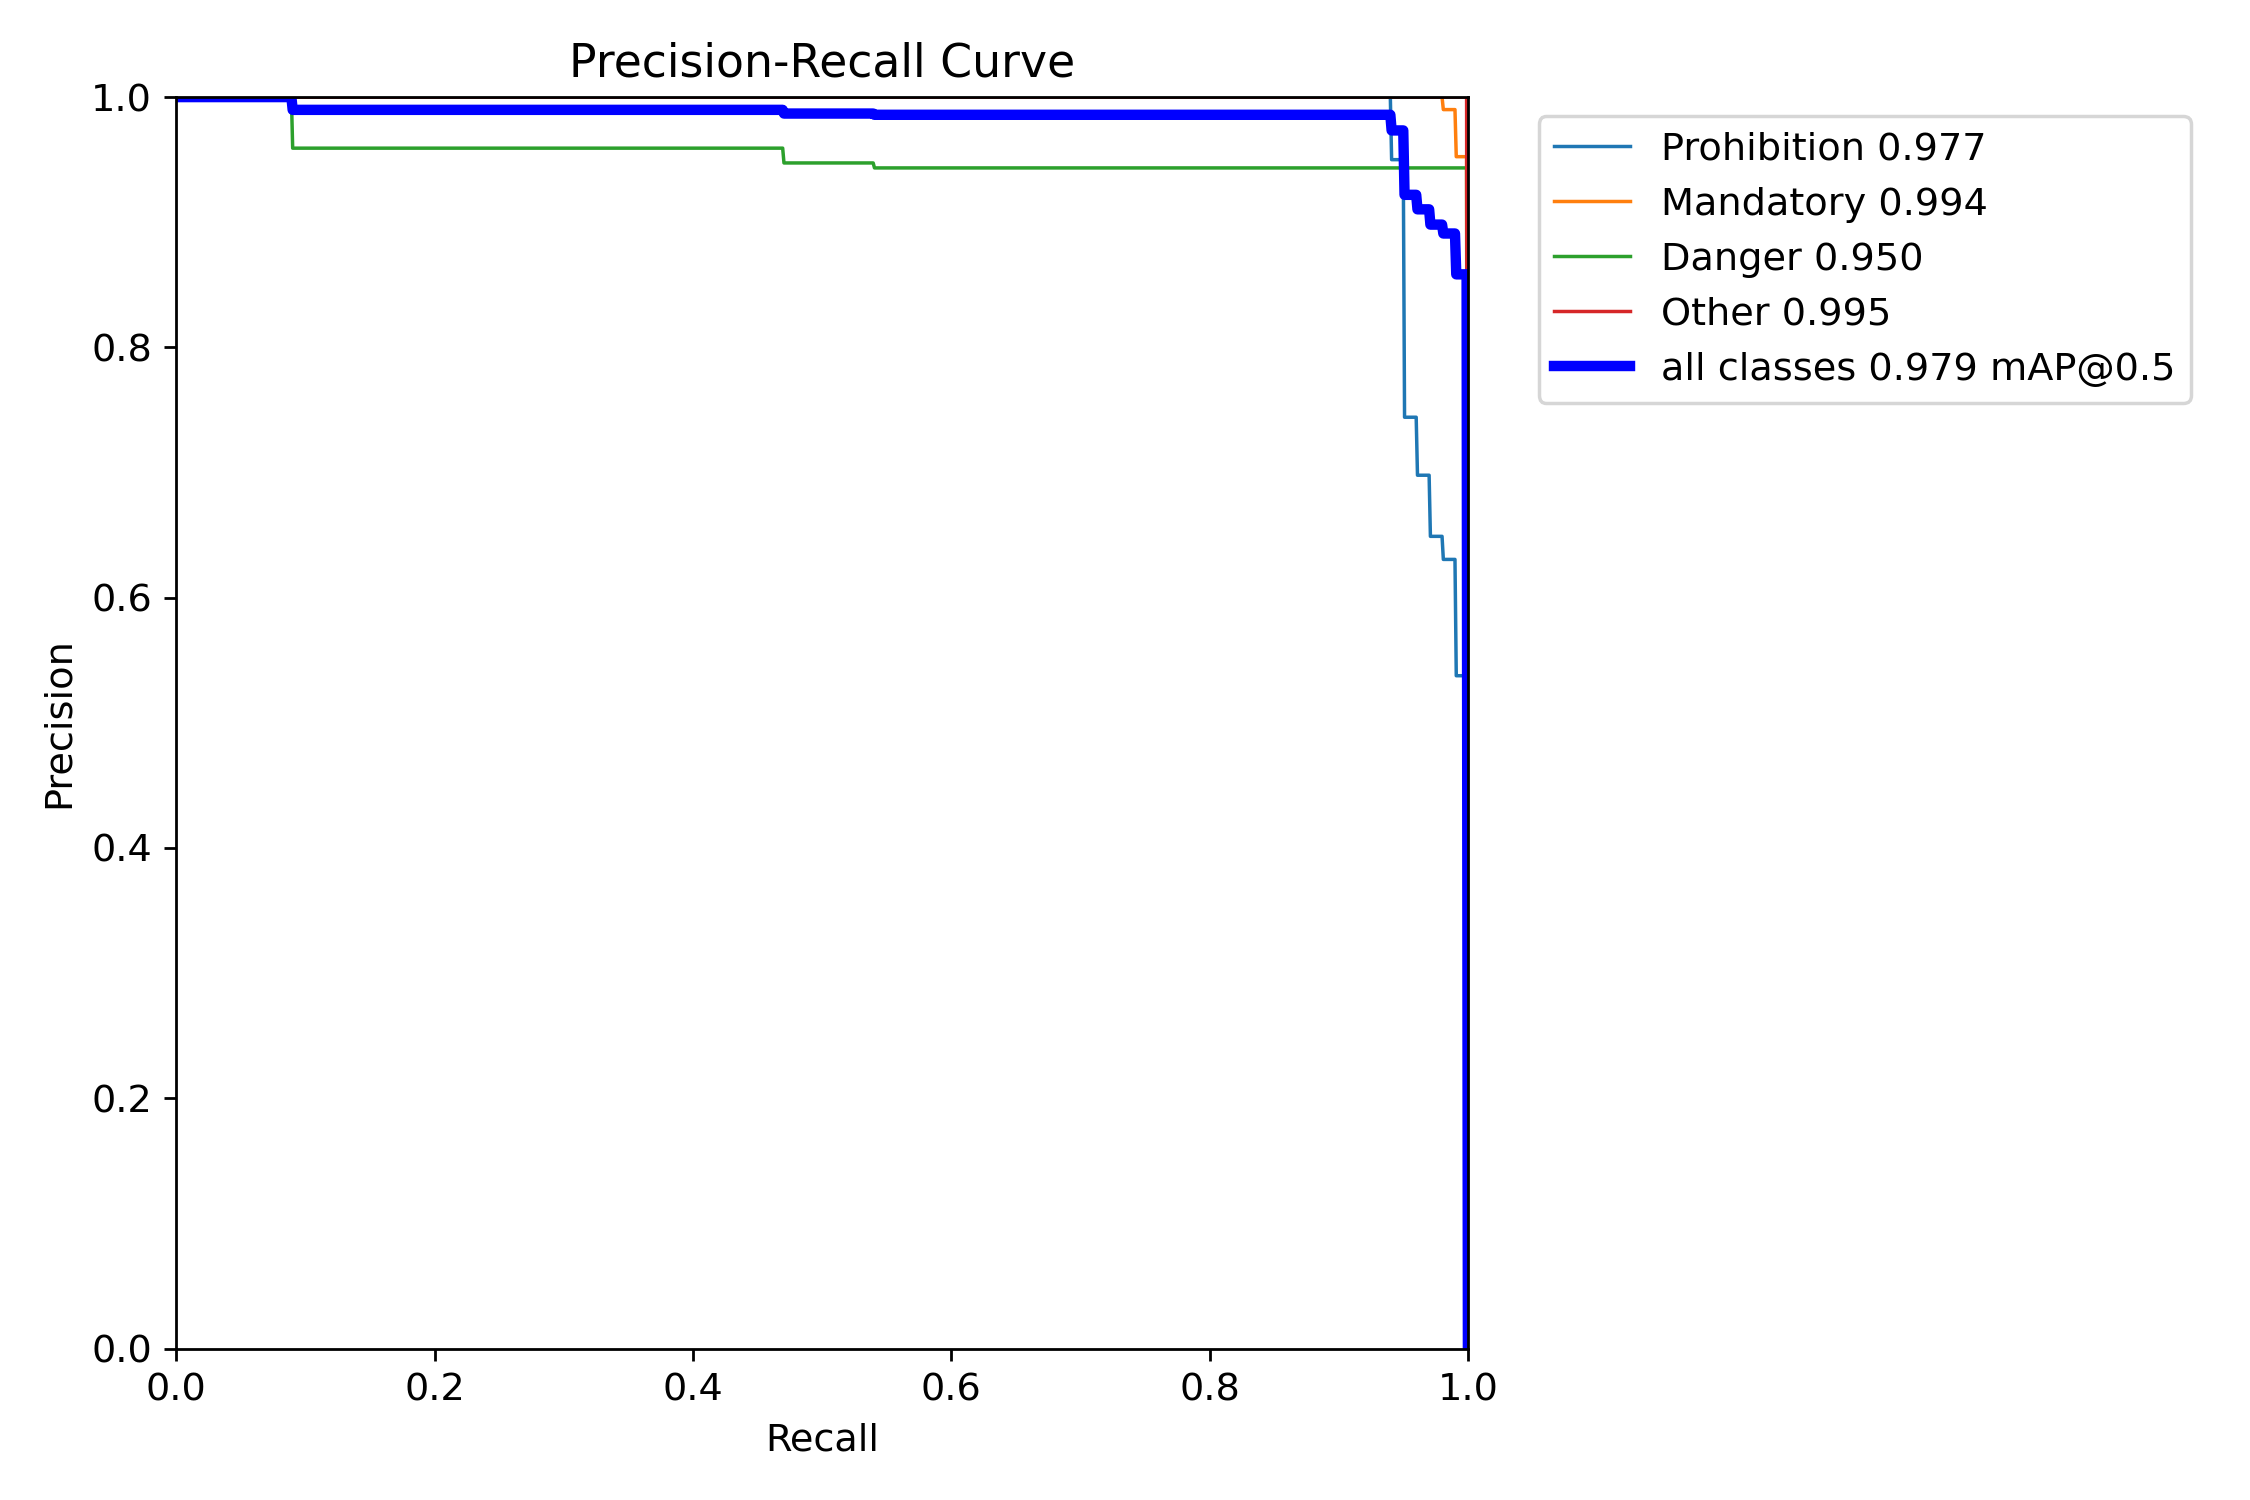 Precision-Recall Curve
1.0
0.8
0.6
0.4
0.2
0.0
Precision
0.0 0.2 0.4 0.6 0.8 1.0
Recall
Prohibition 0.977
Mandatory 0.994
Danger 0.950
Other 0.995
all classes 0.979 mAP@0.5